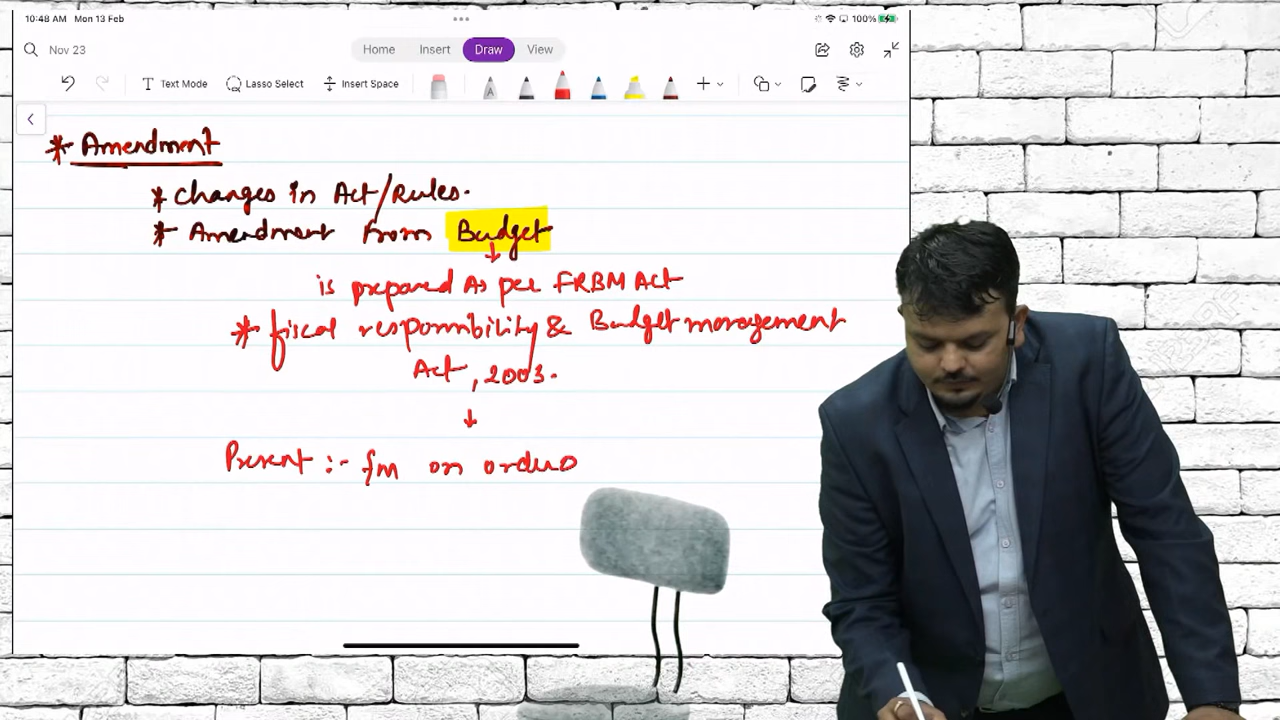 10:48 AM Mon 13 Feb
100%
Nov 23
Home Insert Draw View
Text Mode Lasso Select Insert Space
* Amendment
* Changes in Act/Rules.
* Amendment from Budget
is prepared As per FRBM Act
* fiscal responnibility & Budget management
Act, 2003.
Present :- fm on orders